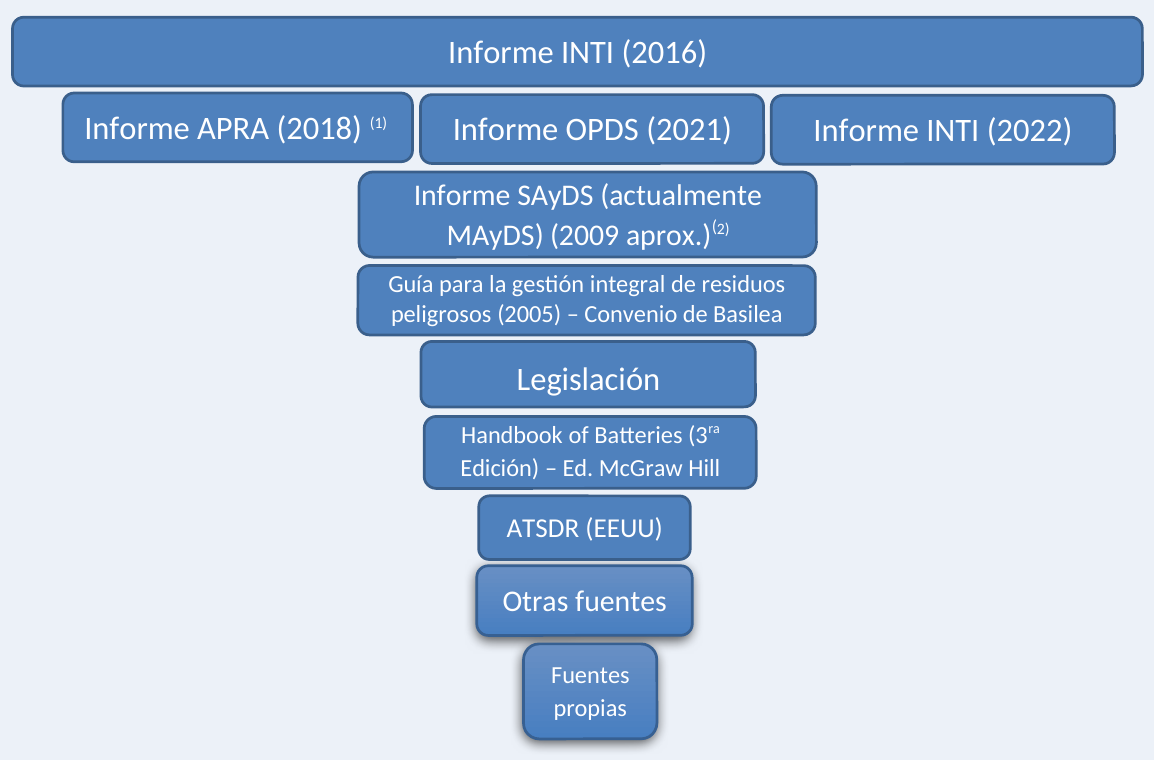 Informe INTI (2016)
Informe APRA (2018) (1)
Informe OPDS (2021)
Informe INTI (2022)
Informe SAyDS (actualmente
MAyDS) (2009 aprox.)(2)
Guía para la gestión integral de residuos
peligrosos (2005) – Convenio de Basilea
Legislación
Handbook of Batteries (3ra
Edición) – Ed. McGraw Hill
ATSDR (EEUU)
Otras fuentes
Fuentes
propias